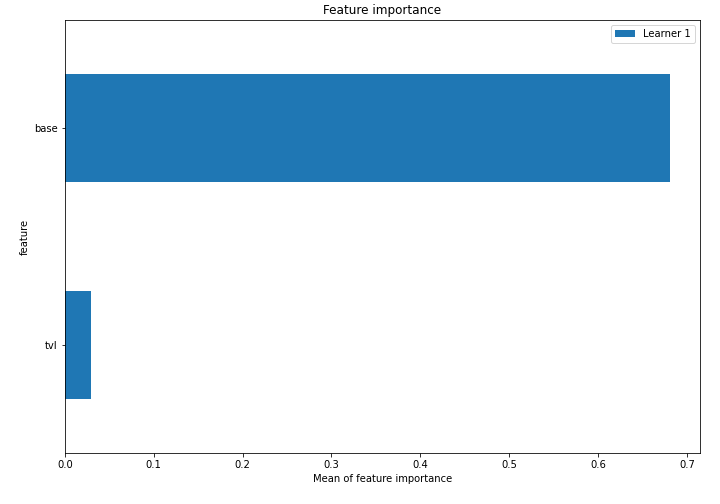 Feature importance
Learner 1
base
feature
tvl
0.0 0.1 0.2 0.3 0.4 0.5 0.6 0.7
Mean of feature importance